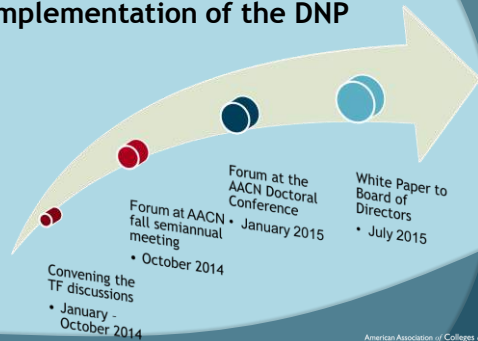 mplementation of the DNP
Convening the
TF discussions
• January –
October 2014
Forum at AACN
fall semiannual
meeting
• October 2014
Forum at the
AACN Doctoral
Conference
• January 2015
White Paper to
Board of
Directors
• July 2015
American Association of Colleges